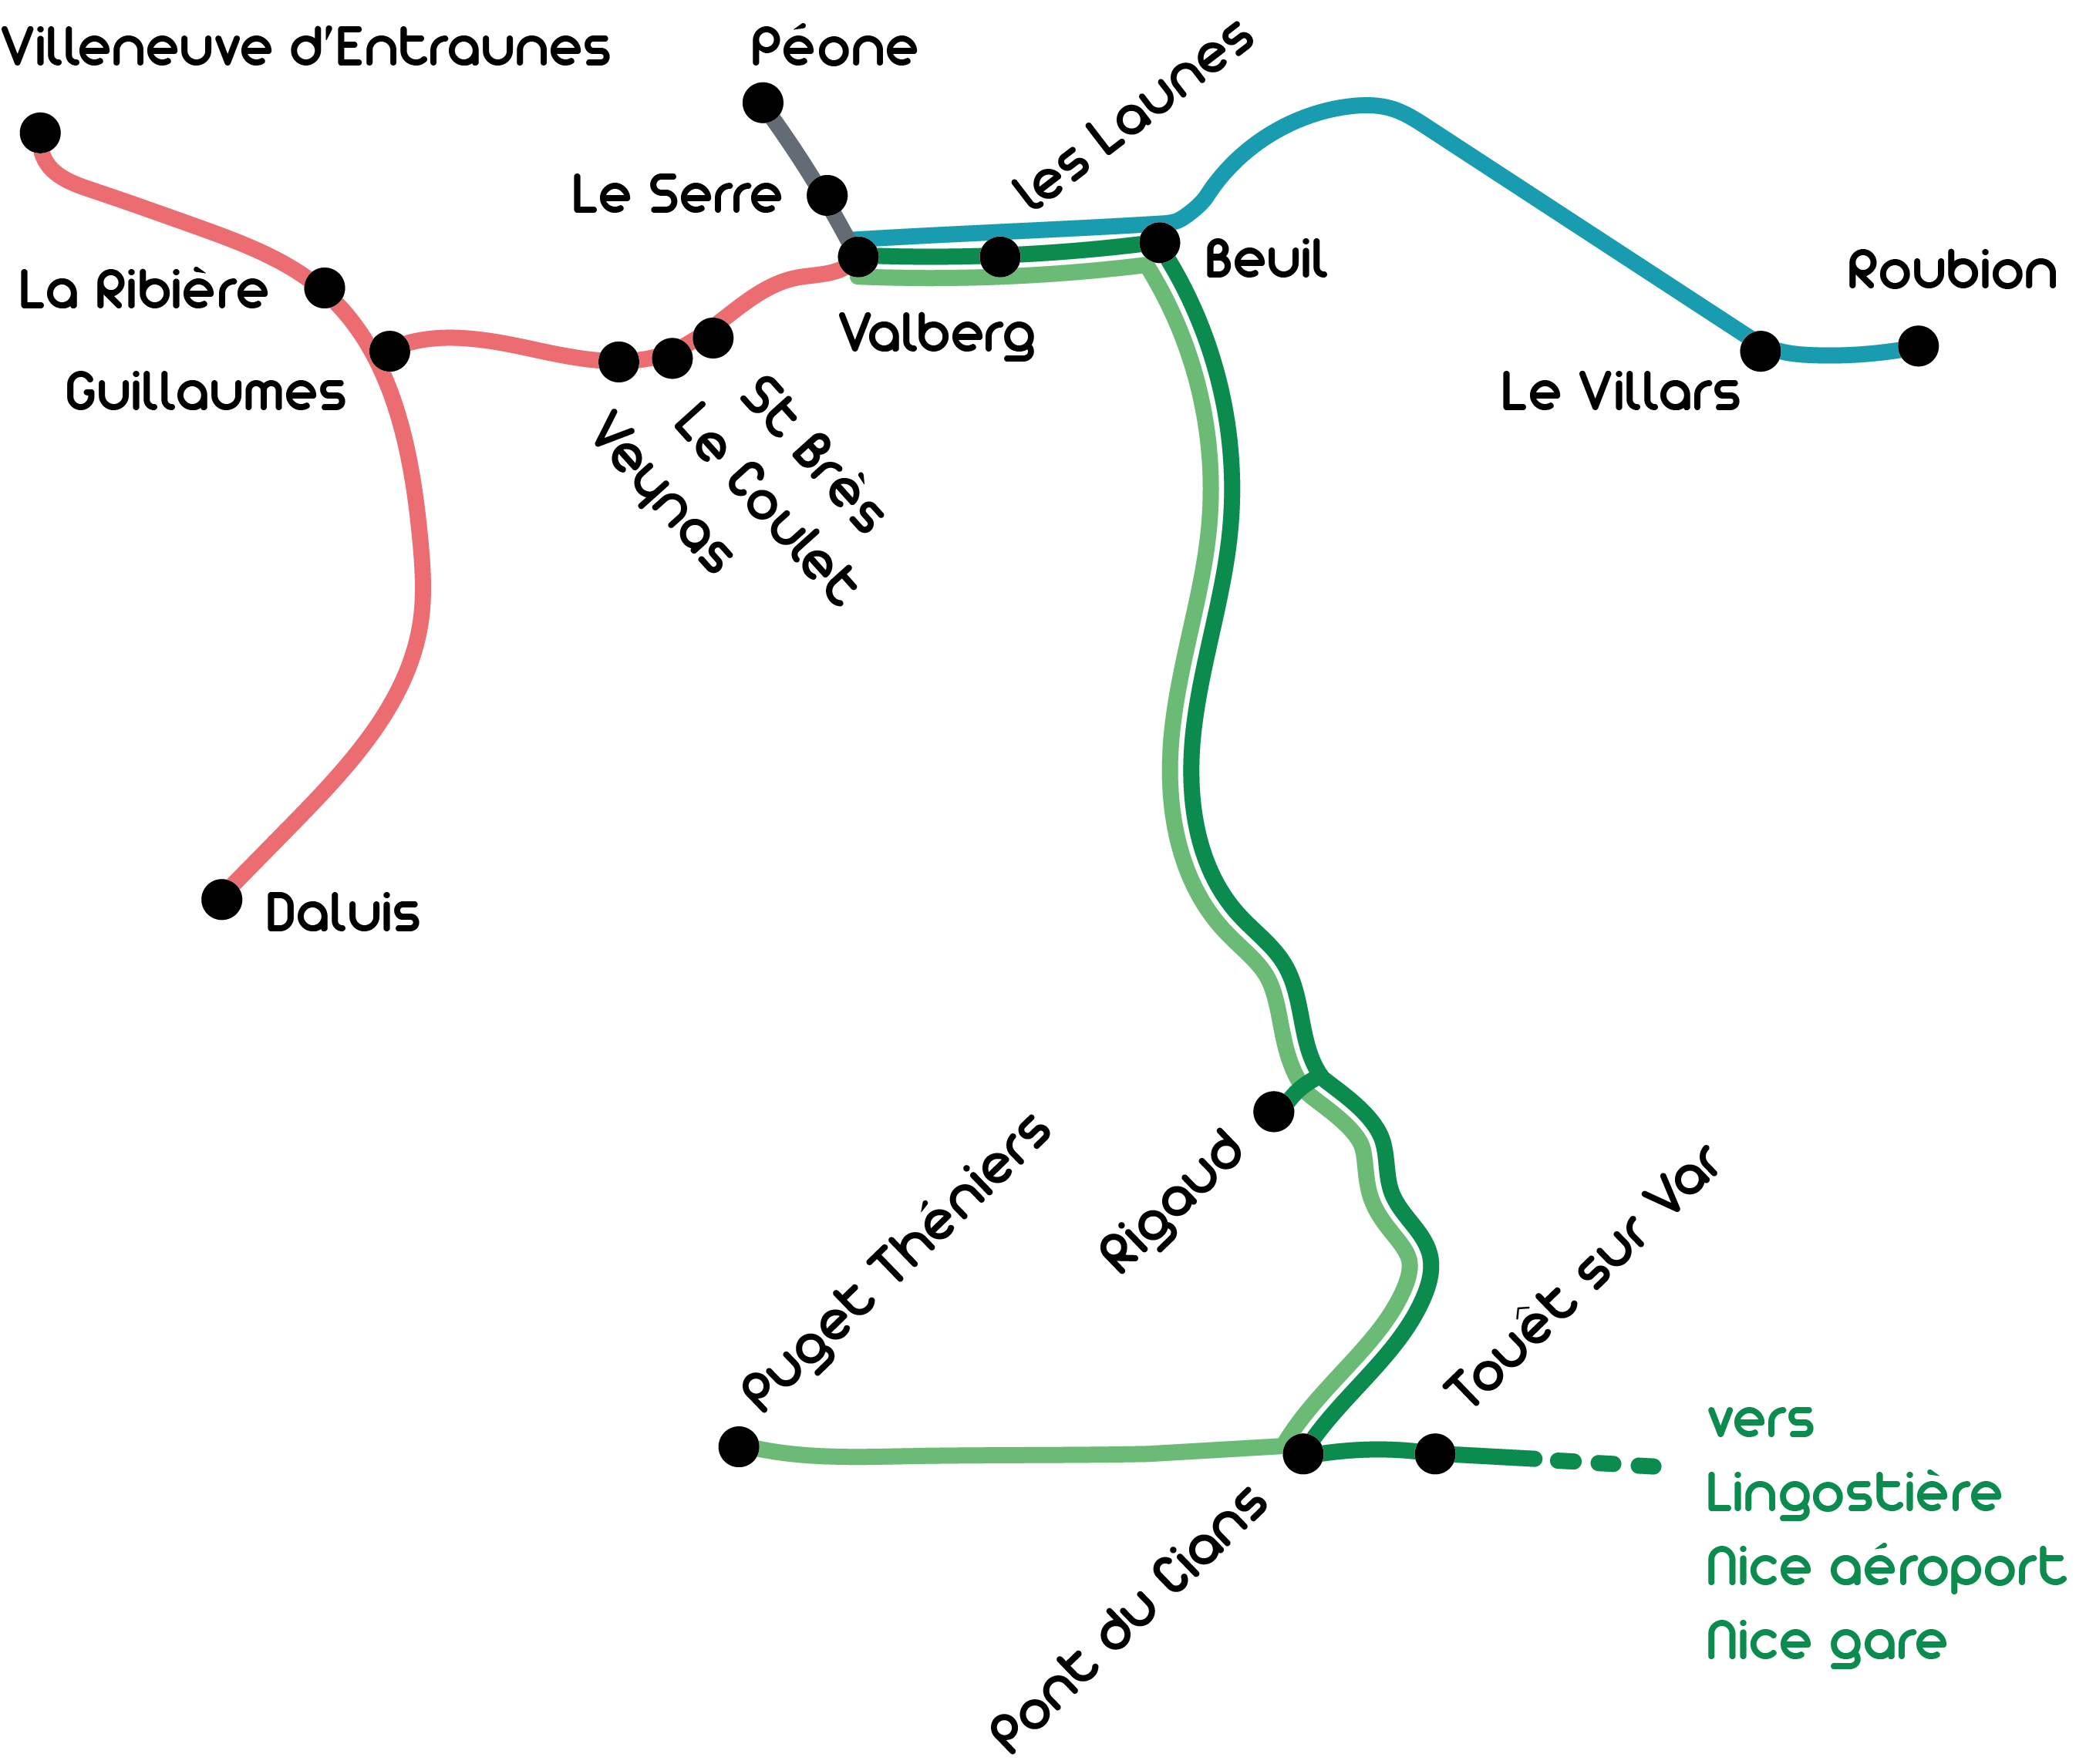 Villeneuve d'Entraunes
Péone
Les Launes
Le Serre
La Ribière
Beuil
Roubion
Guillaumes
Valberg
Le Villars
Veynas
Le Coulet
St Brès
Daluis
Puget Théniers
Rigaud
Touêt sur Var
Pont du Cians
vers
Lingostière
Nice aéroport
Nice gare